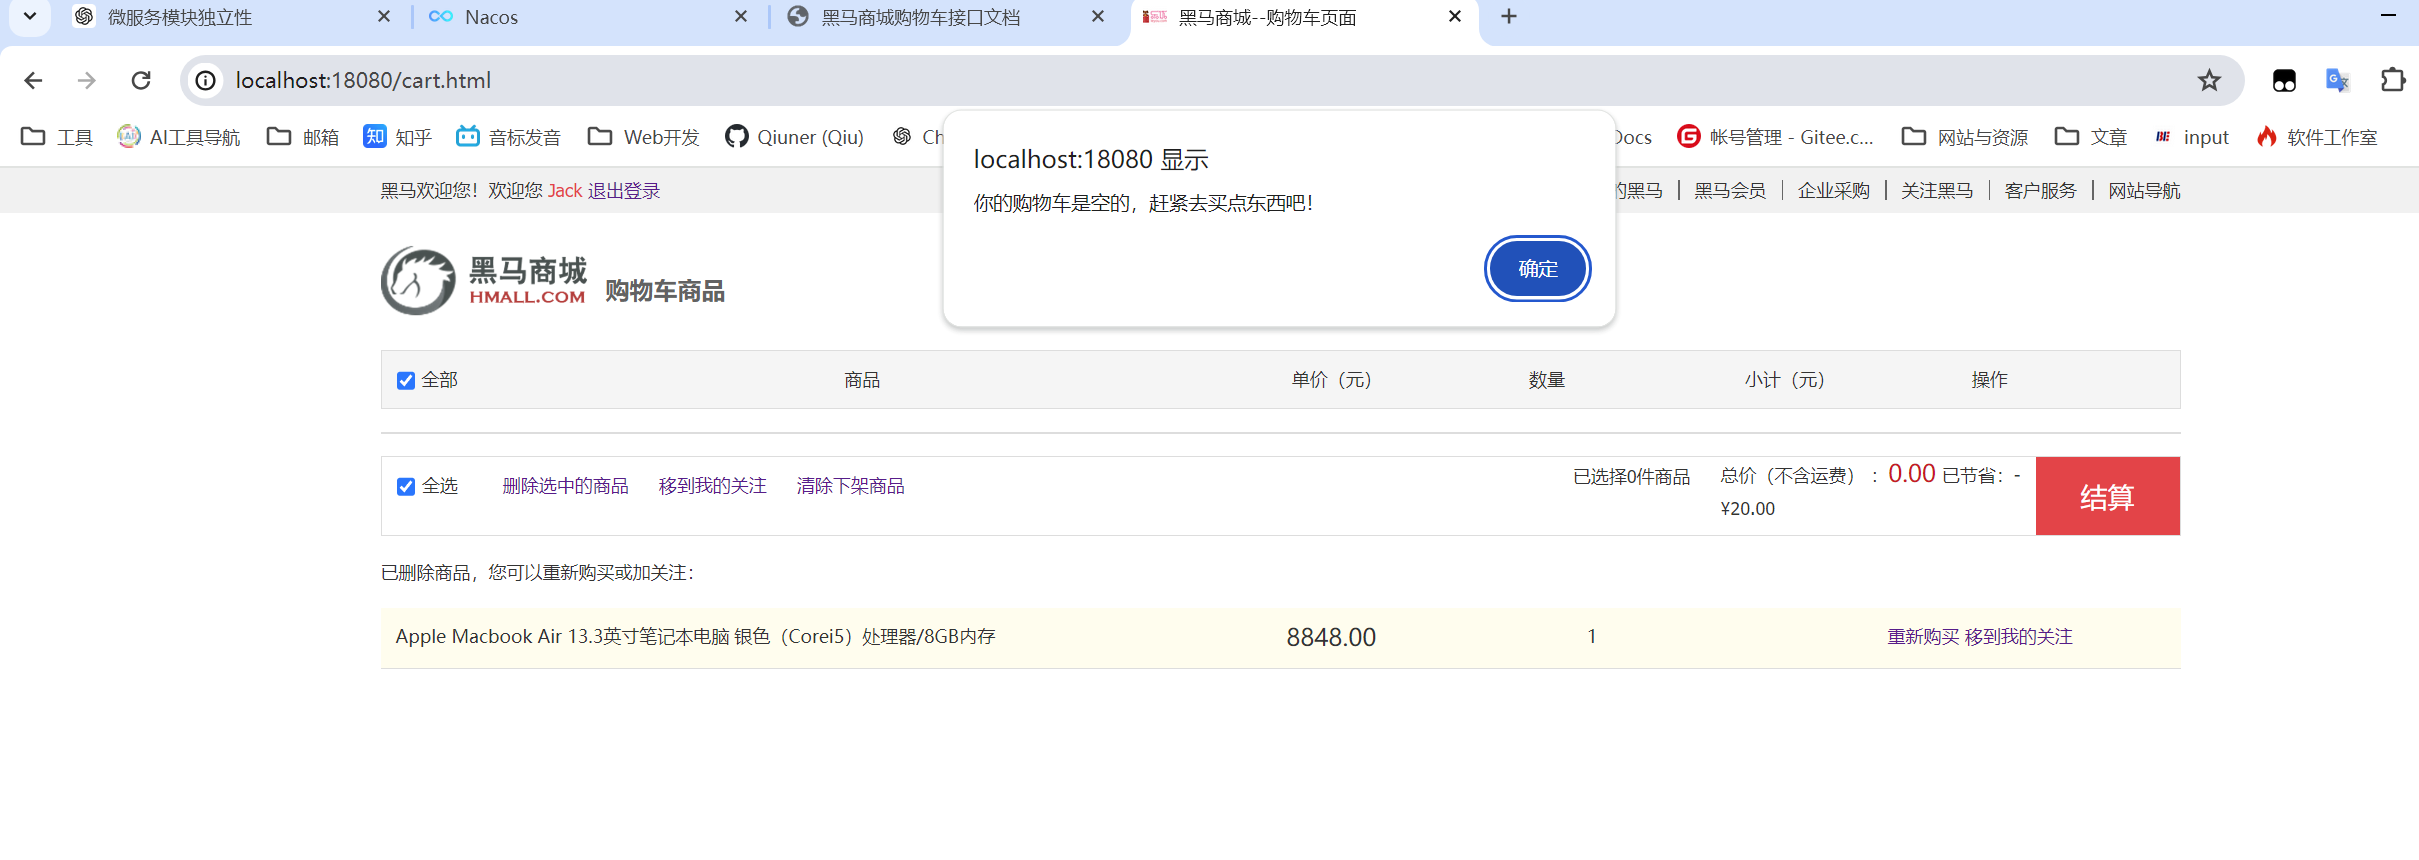 微服务模块独立性
Nacos
黑马商城购物车接口文档
黑马商城--购物车页面
localhost:18080/cart.html
工具
AI工具导航
邮箱
知乎
音标发音
Web开发
Qiuner (Qiu)
Ch
Docs
帐号管理 - Gitee.c...
网站与资源
文章
input
软件工作室
localhost:18080 显示
你的购物车是空的，赶紧去买点东西吧！
确定
黑马欢迎您！欢迎您 Jack 退出登录
的黑马 | 黑马会员 | 企业采购 | 关注黑马 | 客户服务 | 网站导航
黑马商城
HMALL.COM
购物车商品
全部 商品 单价（元） 数量 小计（元） 操作
全选 删除选中的商品 移到我的关注 清除下架商品 已选择0件商品 总价（不含运费）：0.00 已节省：-
¥20.00
结算
已删除商品，您可以重新购买或加关注：
Apple Macbook Air 13.3英寸笔记本电脑 银色（Corei5）处理器/8GB内存 8848.00 1 重新购买 移到我的关注